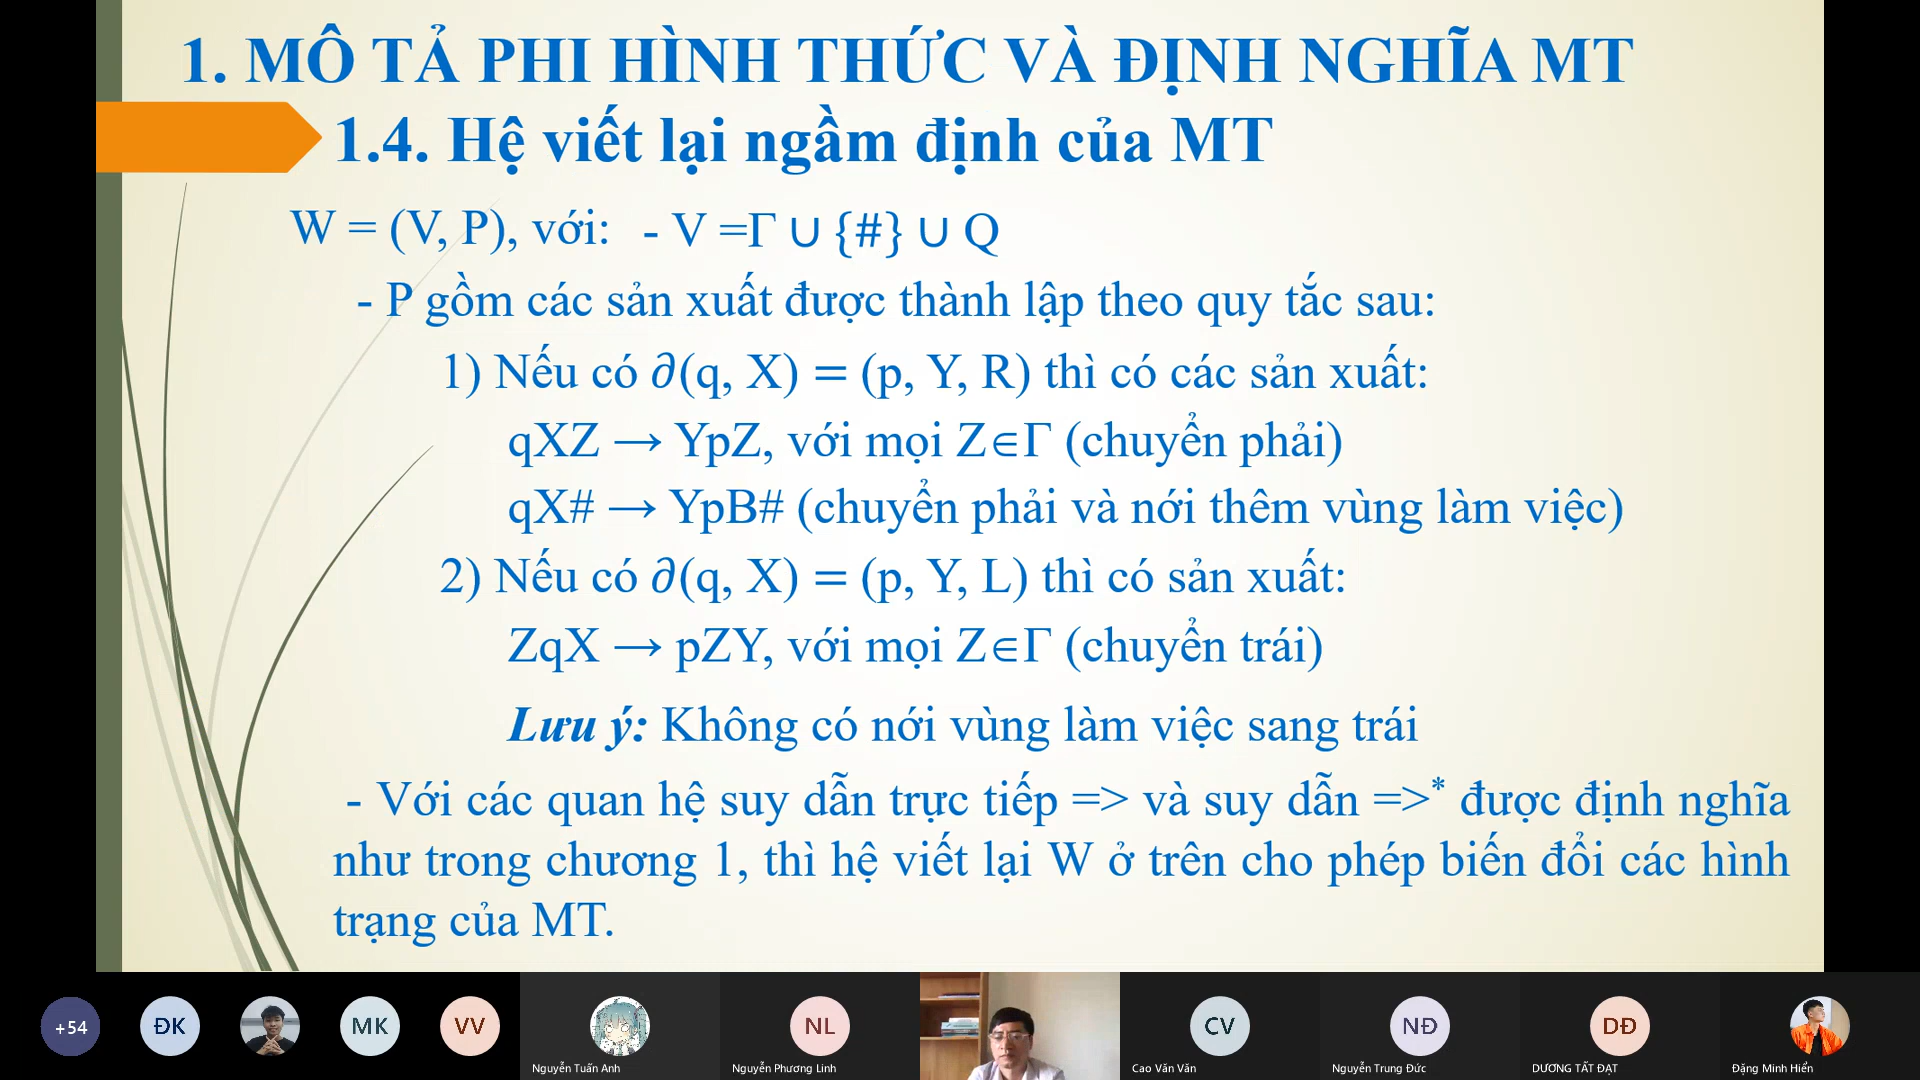 1. MÔ TẢ PHI HÌNH THỨC VÀ ĐỊNH NGHĨA MT
1.4. Hệ viết lại ngầm định của MT
W = (V, P), với: - V =Γ ∪ {#} ∪ Q
- P gồm các sản xuất được thành lập theo quy tắc sau:
1) Nếu có ∂(q, X) = (p, Y, R) thì có các sản xuất:
qXZ → YpZ, với mọi Z∈Γ (chuyển phải)
qX# → YpB# (chuyển phải và nới thêm vùng làm việc)
2) Nếu có ∂(q, X) = (p, Y, L) thì có sản xuất:
ZqX → pZY, với mọi Z∈Γ (chuyển trái)
Lưu ý: Không có nới vùng làm việc sang trái
- Với các quan hệ suy dẫn trực tiếp => và suy dẫn =>* được định nghĩa
như trong chương 1, thì hệ viết lại W ở trên cho phép biến đổi các hình
trạng của MT.
+54 ĐK MK VV NL CV NĐ DĐ
Nguyễn Tuấn Anh Nguyễn Phương Linh Cao Văn Văn Nguyễn Trung Đức DƯƠNG TẤT ĐẠT Đặng Minh Hiển